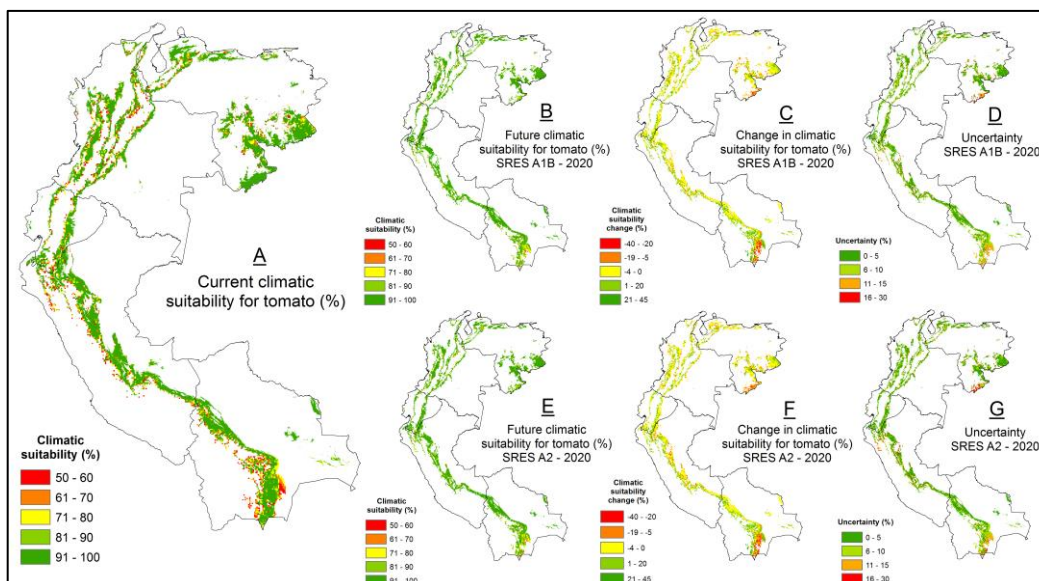 A
Current climatic
suitability for tomato (%)
Climatic
suitability (%)
50 - 60
61 - 70
71 - 80
81 - 90
91 - 100
B
Future climatic
suitability for tomato (%)
SRES A1B - 2020
Climatic
suitability (%)
50 - 60
61 - 70
71 - 80
81 - 90
91 - 100
C
Change in climatic
suitability for tomato (%)
SRES A1B - 2020
Climatic
suitability
change (%)
-40 - -20
-19 - -5
-4 - 0
1 - 20
21 - 45
D
Uncertainty
SRES A1B - 2020
Uncertainty (%)
0 - 5
6 - 10
11 - 15
16 - 30
E
Future climatic
suitability for tomato (%)
SRES A2 - 2020
Climatic
suitability (%)
50 - 60
61 - 70
71 - 80
81 - 90
91 - 100
F
Change in climatic
suitability for tomato (%)
SRES A2 - 2020
Climatic
suitability
change (%)
-40 - -20
-19 - -5
-4 - 0
1 - 20
21 - 45
G
Uncertainty
SRES A2 - 2020
Uncertainty (%)
0 - 5
6 - 10
11 - 15
16 - 30